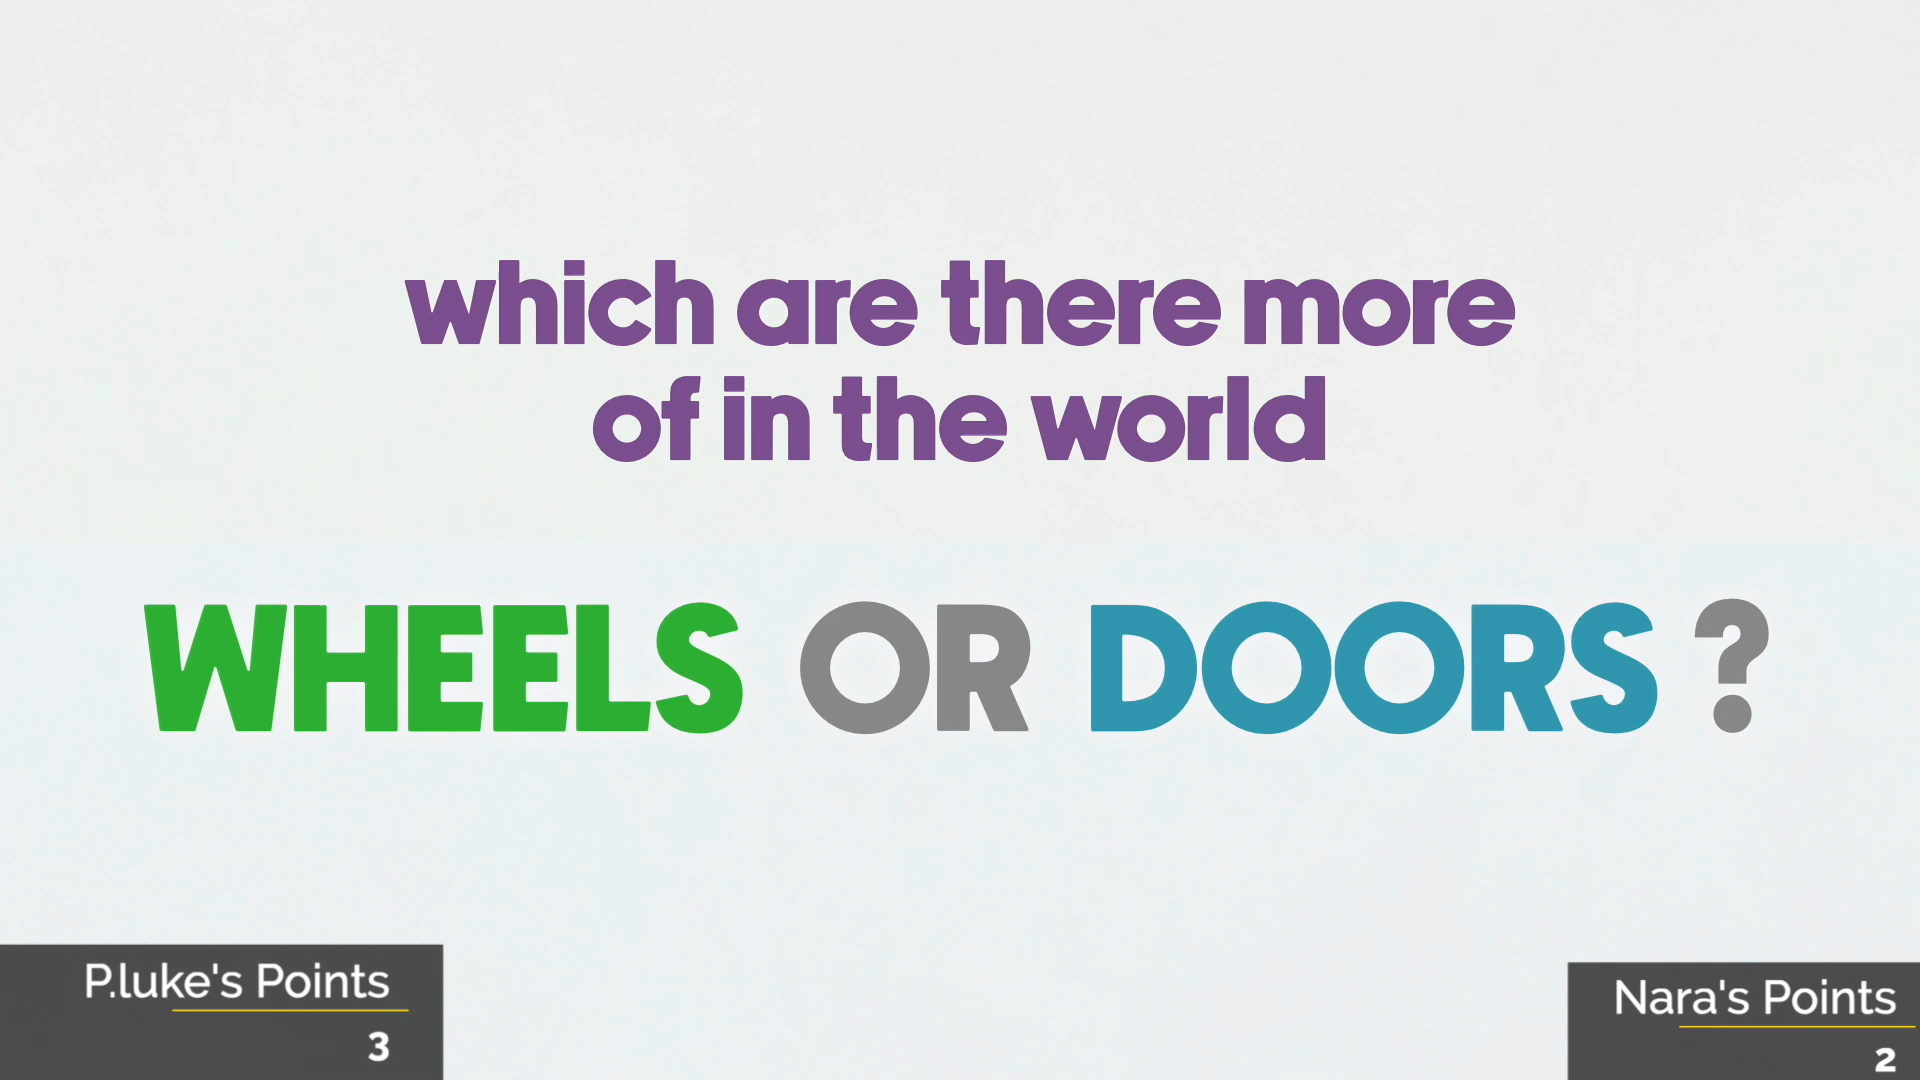 which are there more
of in the world
WHEELS OR DOORS ?
P.luke's Points
3
Nara's Points
2